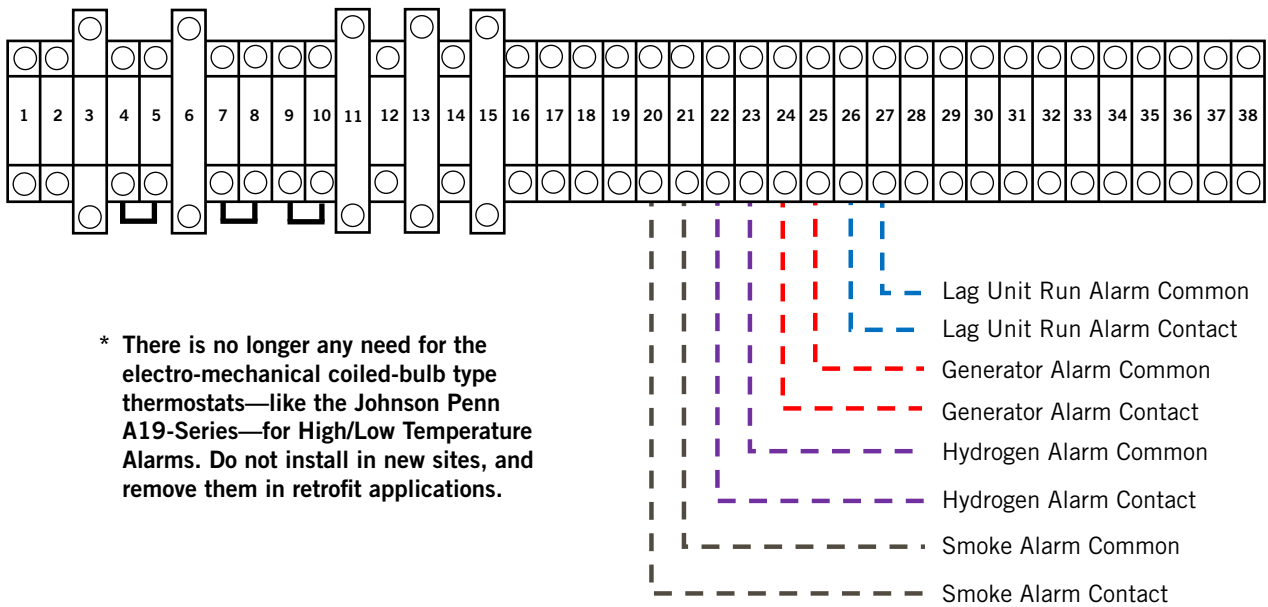 1 2 3 4 5 6 7 8 9 10 11 12 13 14 15 16 17 18 19 20 21 22 23 24 25 26 27 28 29 30 31 32 33 34 35 36 37 38
Lag Unit Run Alarm Common
Lag Unit Run Alarm Contact
Generator Alarm Common
Generator Alarm Contact
Hydrogen Alarm Common
Hydrogen Alarm Contact
Smoke Alarm Common
Smoke Alarm Contact
* There is no longer any need for the
electro-mechanical coiled-bulb type
thermostats—like the Johnson Penn
A19-Series—for High/Low Temperature
Alarms. Do not install in new sites, and
remove them in retrofit applications.